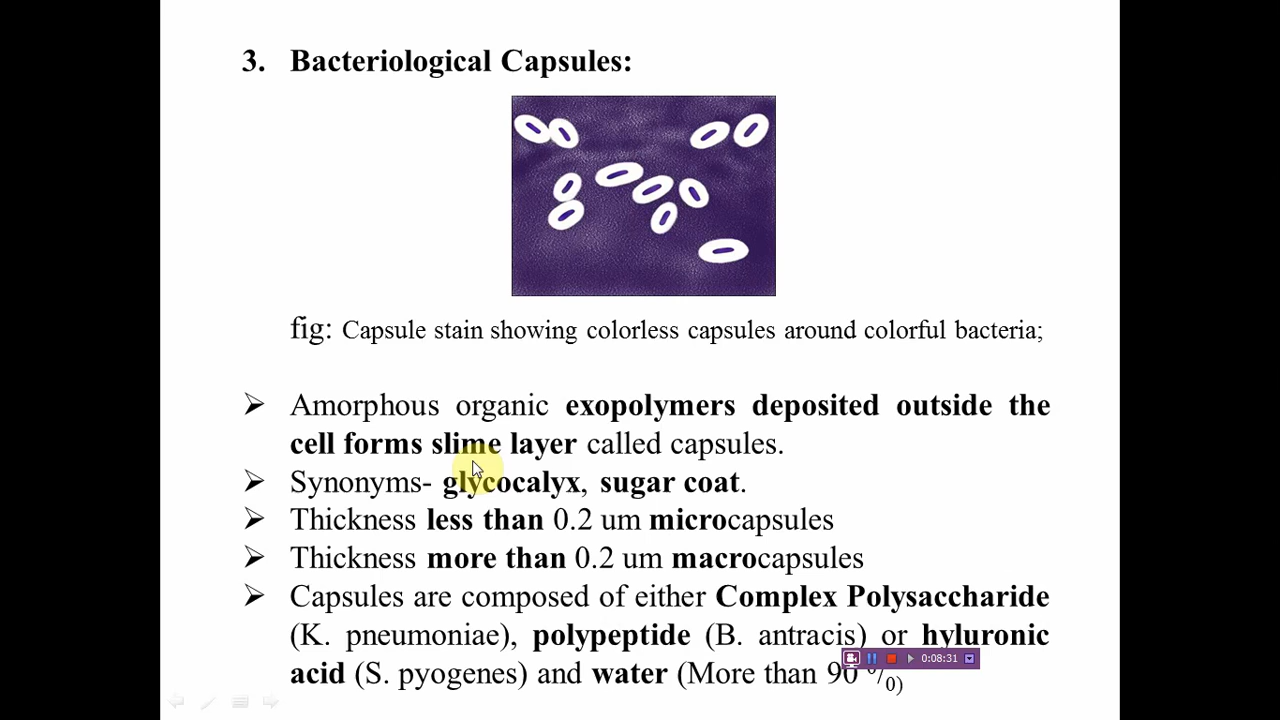 3. Bacteriological Capsules:
fig: Capsule stain showing colorless capsules around colorful bacteria;
➢ Amorphous organic exopolymers deposited outside the
cell forms slime layer called capsules.
➢ Synonyms- glycocalyx, sugar coat.
➢ Thickness less than 0.2 um microcapsules
➢ Thickness more than 0.2 um macrocapsules
➢ Capsules are composed of either Complex Polysaccharide
(K. pneumoniae), polypeptide (B. antracis) or hyluronic
acid (S. pyogenes) and water (More than 90 %)
0:08:31